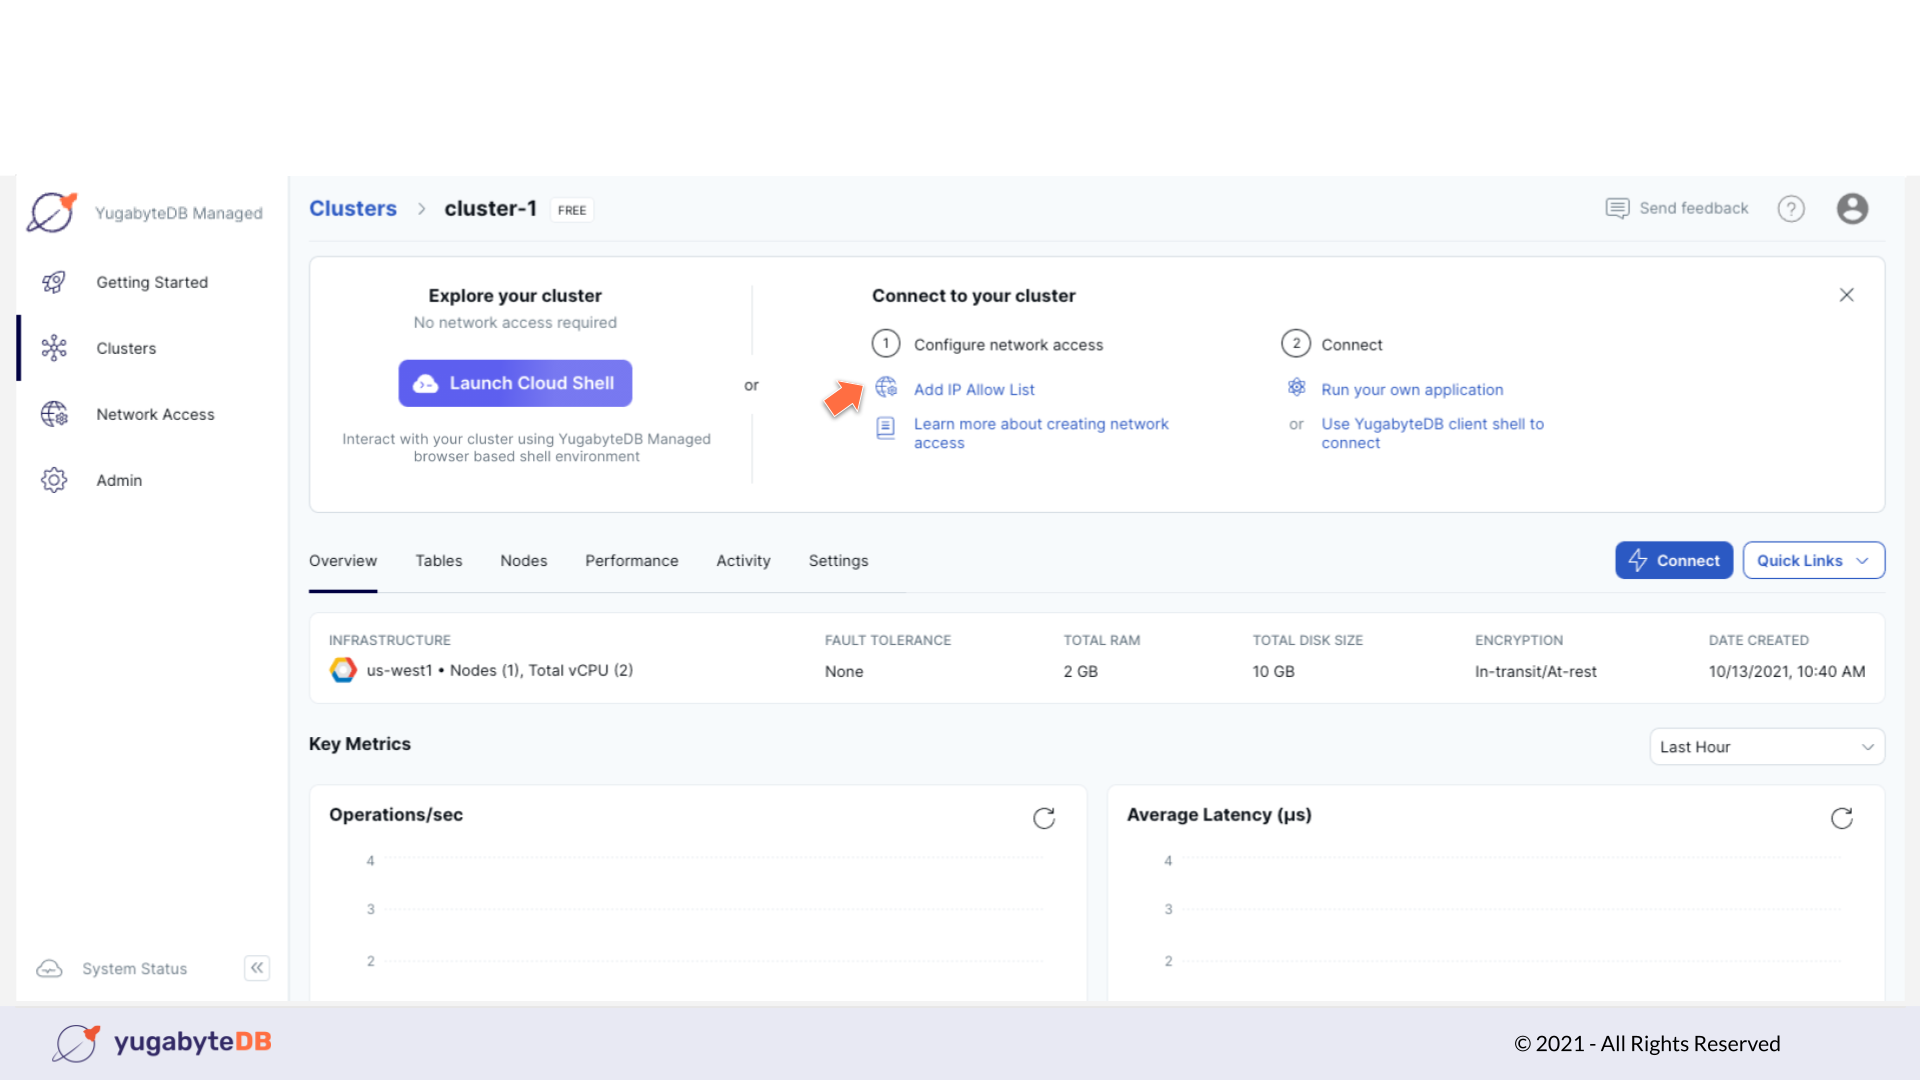 YugabyteDB Managed
Getting Started
Clusters
Network Access
Admin
System Status
Clusters > cluster-1 FREE
Send feedback
?
Explore your cluster
No network access required
Launch Cloud Shell
Interact with your cluster using YugabyteDB Managed
browser based shell environment
or
Connect to your cluster
1 Configure network access
Add IP Allow List
Learn more about creating network
access
2 Connect
Run your own application
or Use YugabyteDB client shell to
connect
Overview Tables Nodes Performance Activity Settings
Connect
Quick Links
INFRASTRUCTURE
us-west1 • Nodes (1), Total vCPU (2)
FAULT TOLERANCE
None
TOTAL RAM
2 GB
TOTAL DISK SIZE
10 GB
ENCRYPTION
In-transit/At-rest
DATE CREATED
10/13/2021, 10:40 AM
Key Metrics
Last Hour
Operations/sec
4
3
2
Average Latency (µs)
4
3
2
yugabyteDB
© 2021 - All Rights Reserved